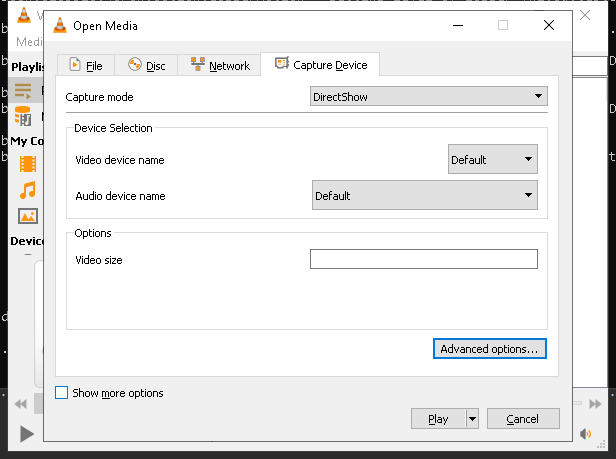 Open Media
V
Medi
File
Disc
Network
Capture Device
Playlis
Capture mode
DirectShow
Device Selection
Video device name
Default
My Co
Audio device name
Default
Options
Device
Video size
Advanced options...
Show more options
Play
Cancel